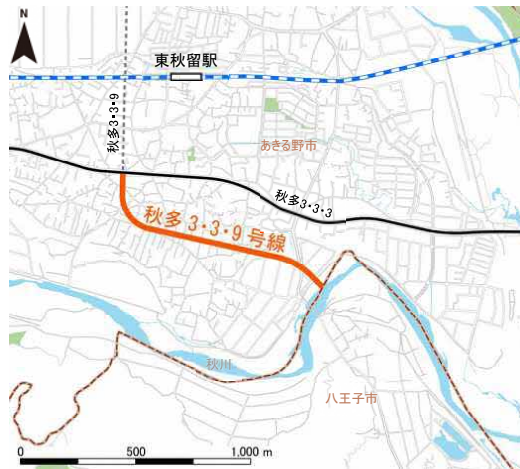 N
東秋留駅
秋多3・3・9
あきる野市
秋多3・3・3
秋多3・3・9号線
秋川
八王子市
0 500 1,000 m